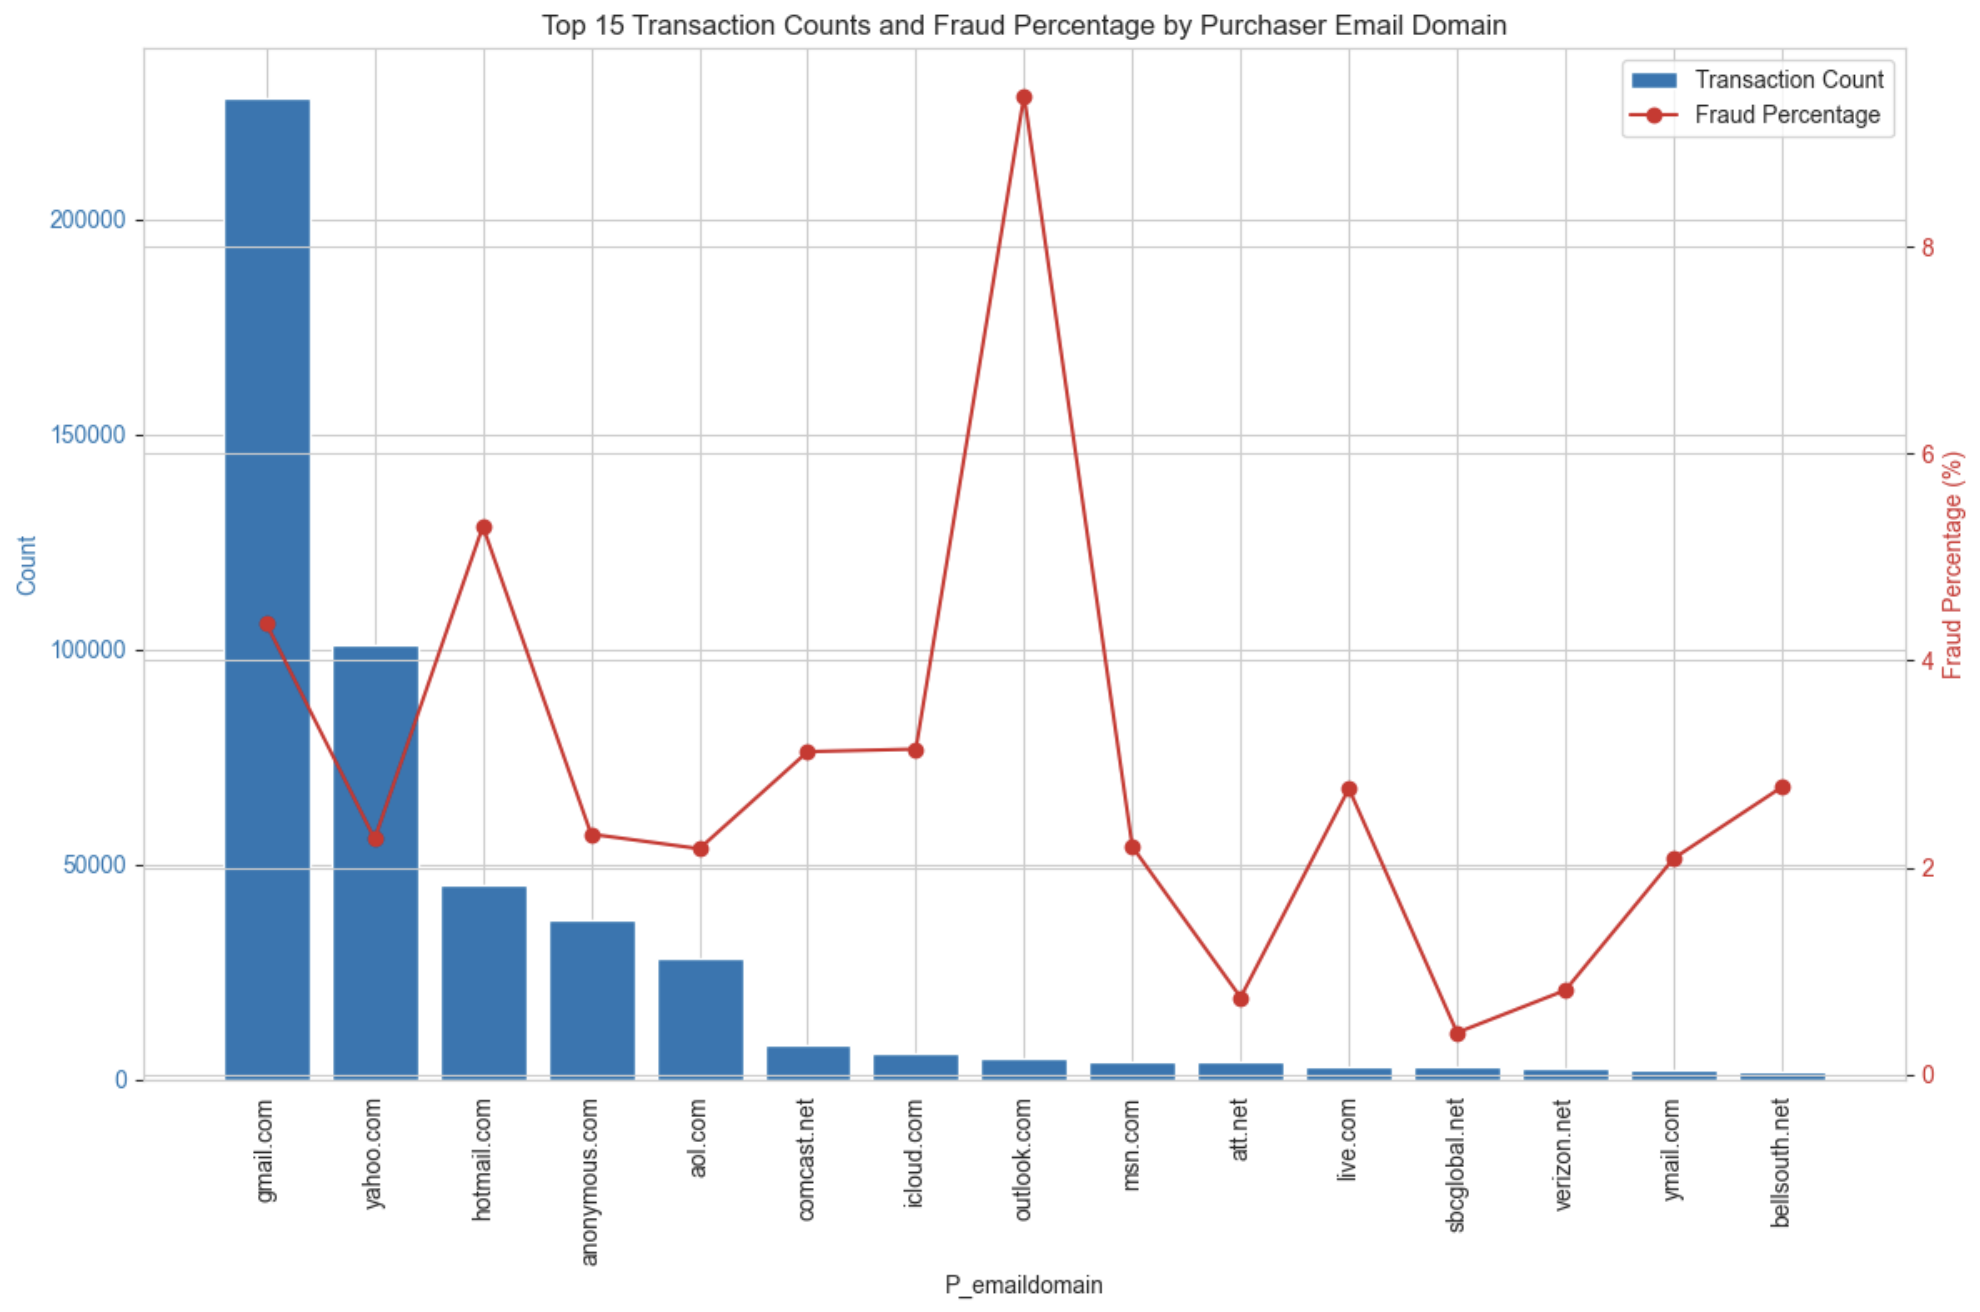 Top 15 Transaction Counts and Fraud Percentage by Purchaser Email Domain
Transaction Count
Fraud Percentage
200000
150000
100000
50000
0
Count
8
6
4
2
0
Fraud Percentage (%)
gmail.com
yahoo.com
hotmail.com
anonymous.com
aol.com
comcast.net
icloud.com
outlook.com
msn.com
att.net
live.com
sbcglobal.net
verizon.net
ymail.com
bellsouth.net
P_emaildomain